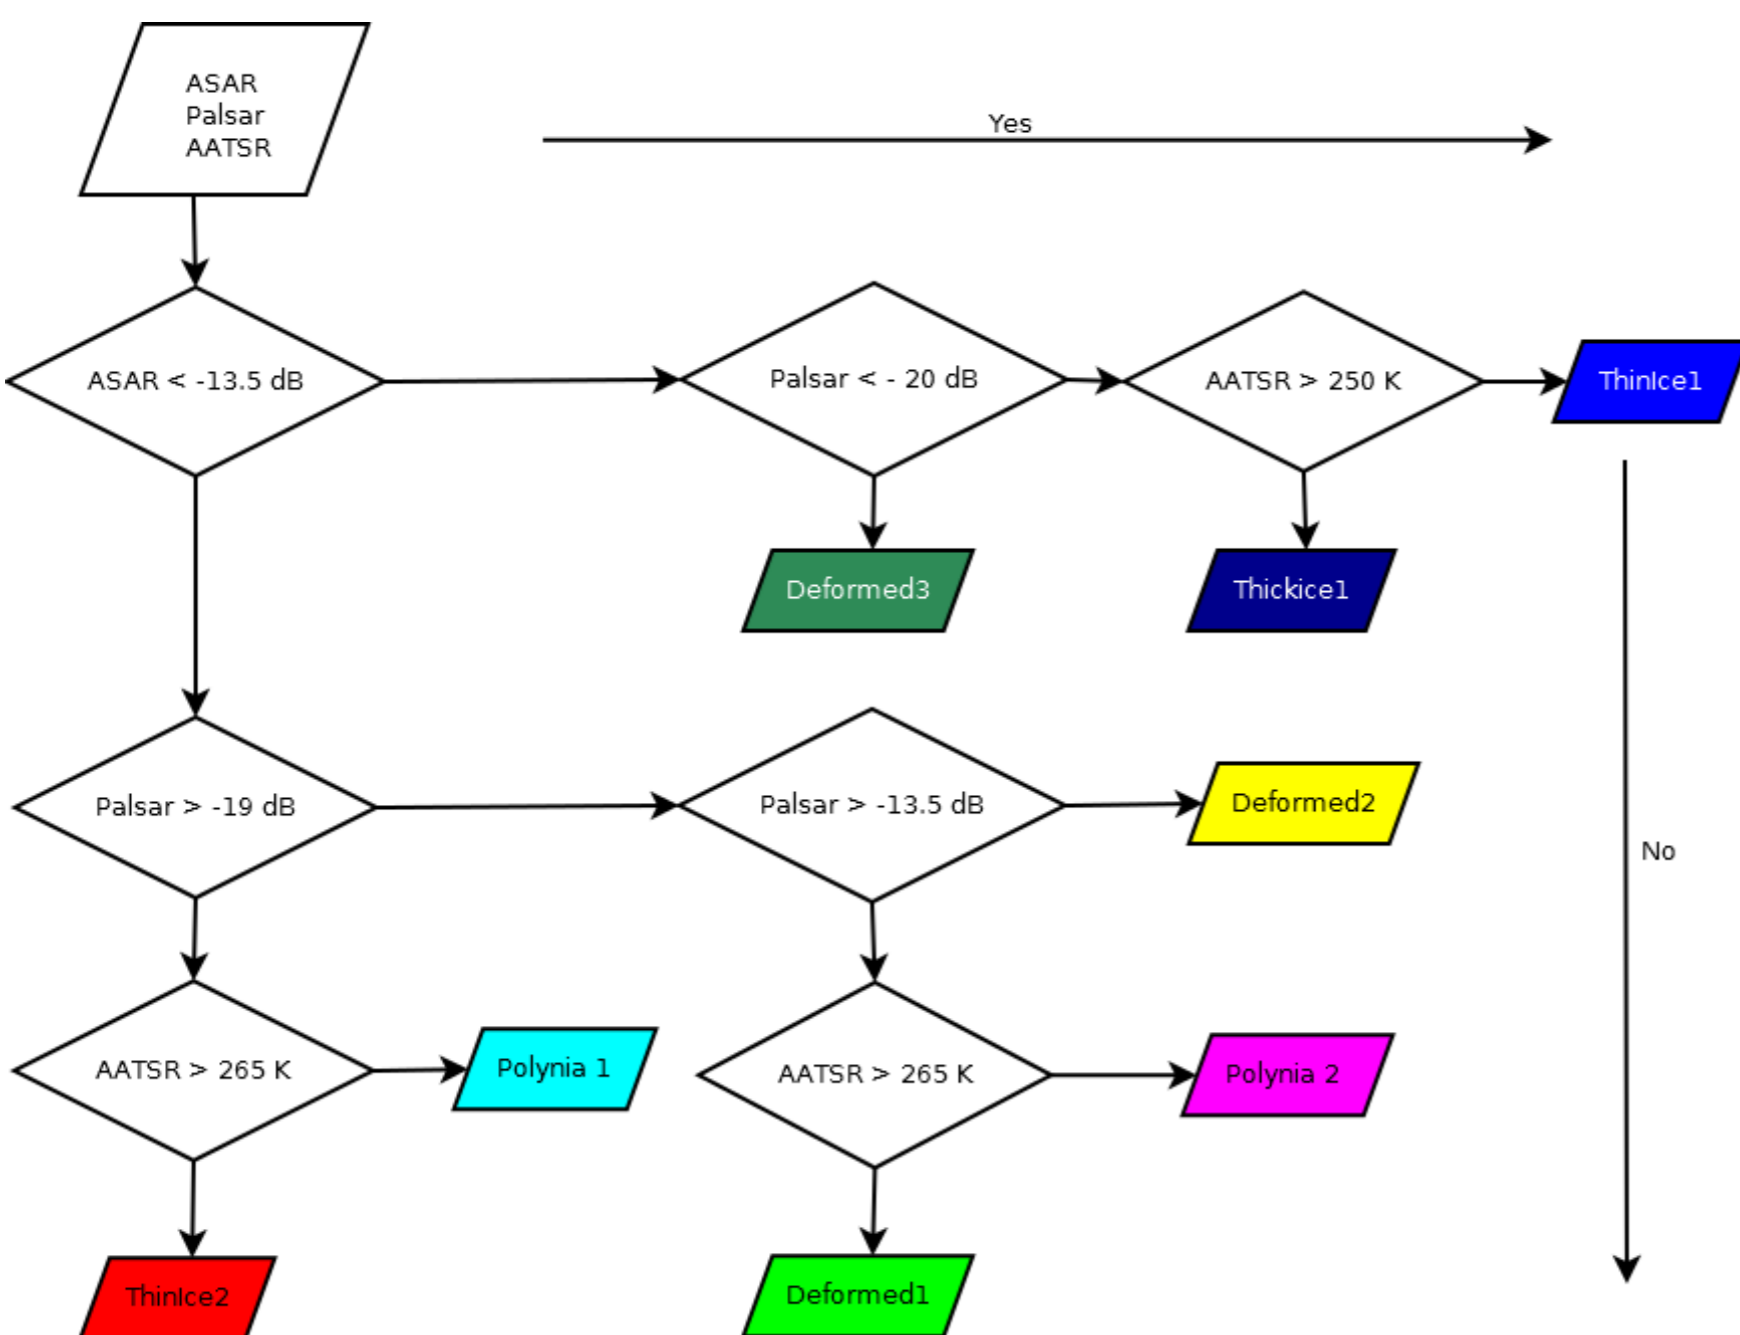 ASAR
Palsar
AATSR
Yes
ASAR < -13.5 dB
Palsar < - 20 dB
AATSR > 250 K
ThinIce1
Deformed3
Thickice1
Palsar > -19 dB
Palsar > -13.5 dB
Deformed2
No
AATSR > 265 K
Polynia 1
AATSR > 265 K
Polynia 2
ThinIce2
Deformed1